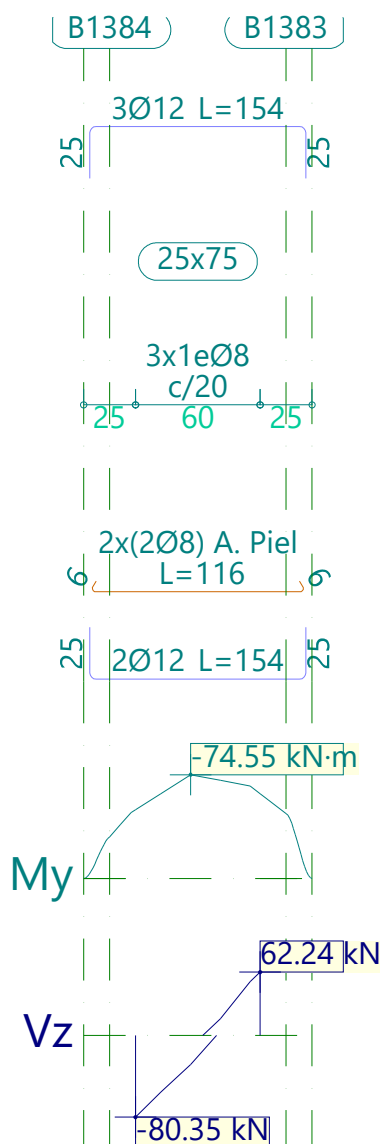 B1384 B1383
3Ø12 L=154
25 25
25x75
3x1eØ8
c/20
25 60 25
2x(2Ø8) A. Piel
L=116
6 6
25 25
2Ø12 L=154
-74.55 kN·m
My
62.24 kN
Vz
-80.35 kN